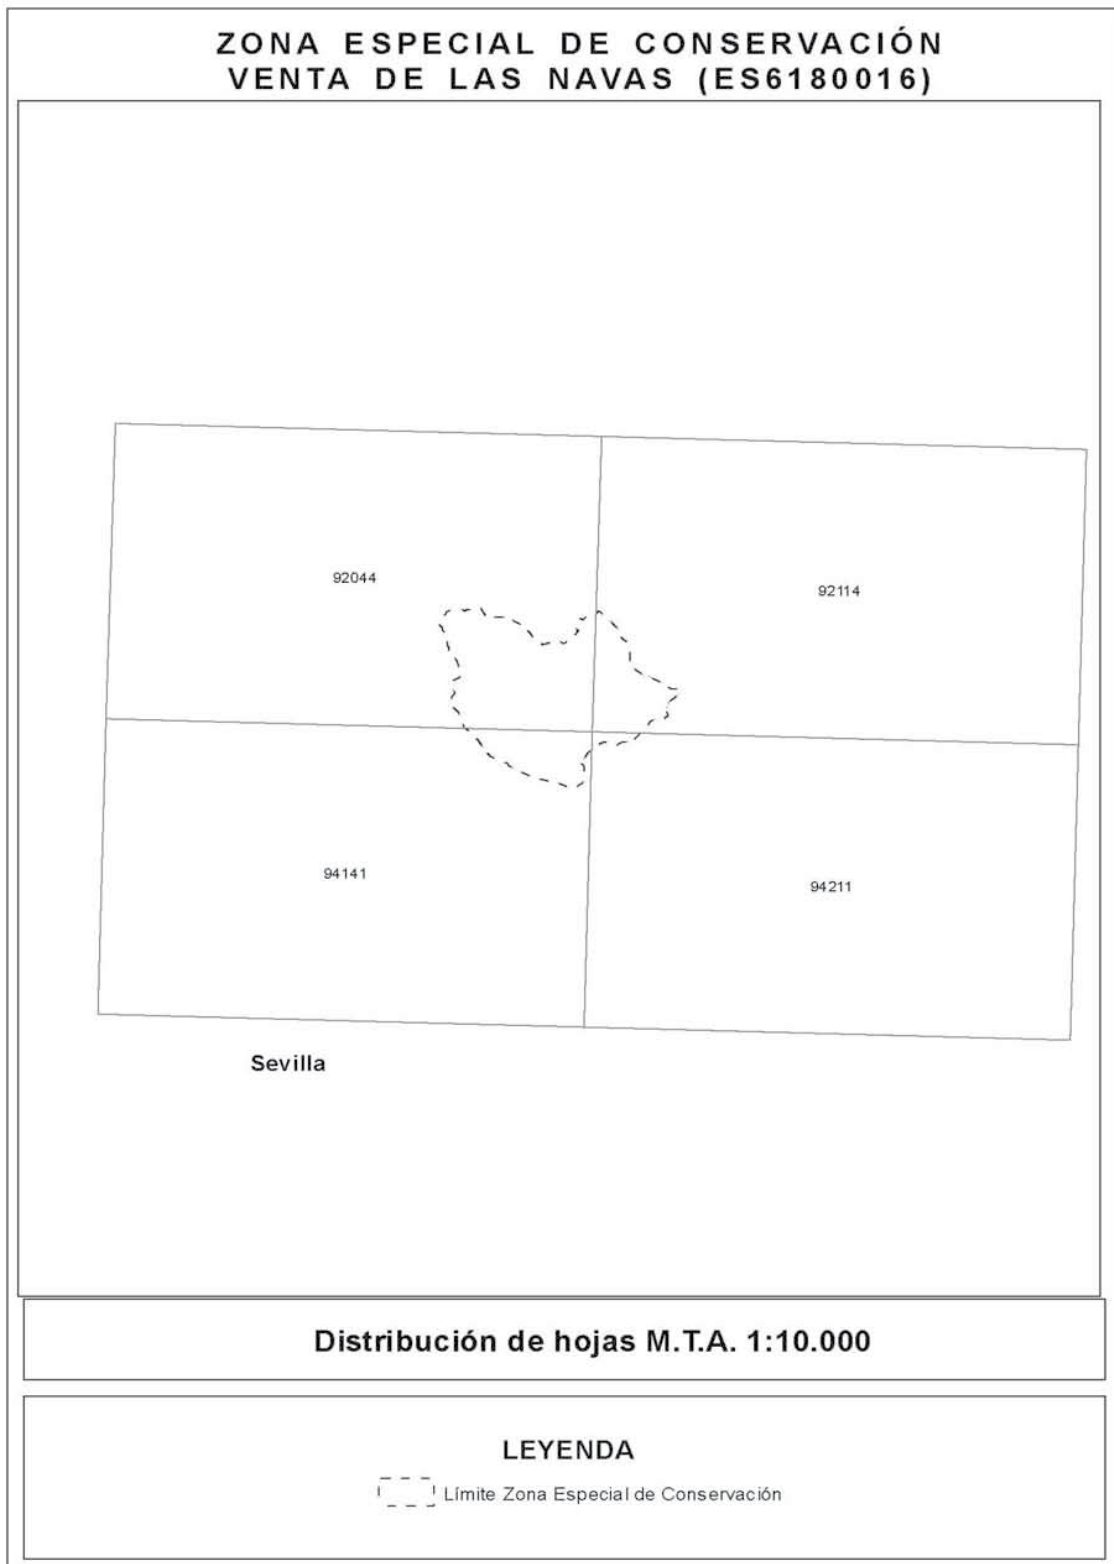 ZONA ESPECIAL DE CONSERVACIÓN
VENTA DE LAS NAVAS (ES6180016)
92044
92114
94141
94211
Sevilla
Distribución de hojas M.T.A. 1:10.000
LEYENDA
Límite Zona Especial de Conservación